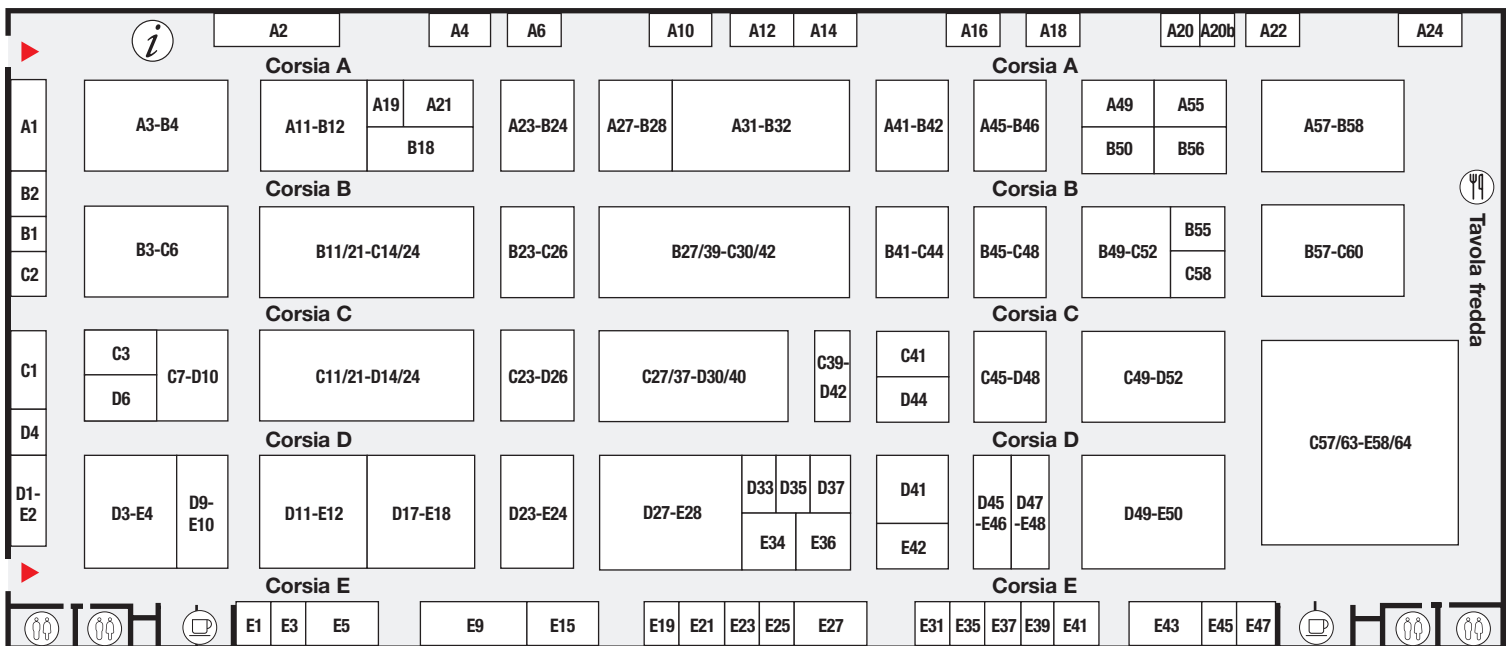 A2
A4
A6
A10
A12
A14
A16
A18
A20
A20b
A22
A24
i
Corsia A
Corsia A
A1
A3-B4
A11-B12
A19
A21
B18
A23-B24
A27-B28
A31-B32
A41-B42
A45-B46
A49
A55
B50
B56
A57-B58
B2
Corsia B
Corsia B
B1
C2
B3-C6
B11/21-C14/24
B23-C26
B27/39-C30/42
B41-C44
B45-C48
B49-C52
B55
C58
B57-C60
Tavola fredda
Corsia C
Corsia C
C1
C3
D6
C7-D10
C11/21-D14/24
C23-D26
C27/37-D30/40
C39-
D42
C41
D44
C45-D48
C49-D52
C57/63-E58/64
D4
Corsia D
Corsia D
D1-
E2
D3-E4
D9-
E10
D11-E12
D17-E18
D23-E24
D27-E28
D33
D35
D37
E34
E36
D41
E42
D45
-E46
D47
-E48
D49-E50
Corsia E
Corsia E
E1
E3
E5
E9
E15
E19
E21
E23
E25
E27
E31
E35
E37
E39
E41
E43
E45
E47